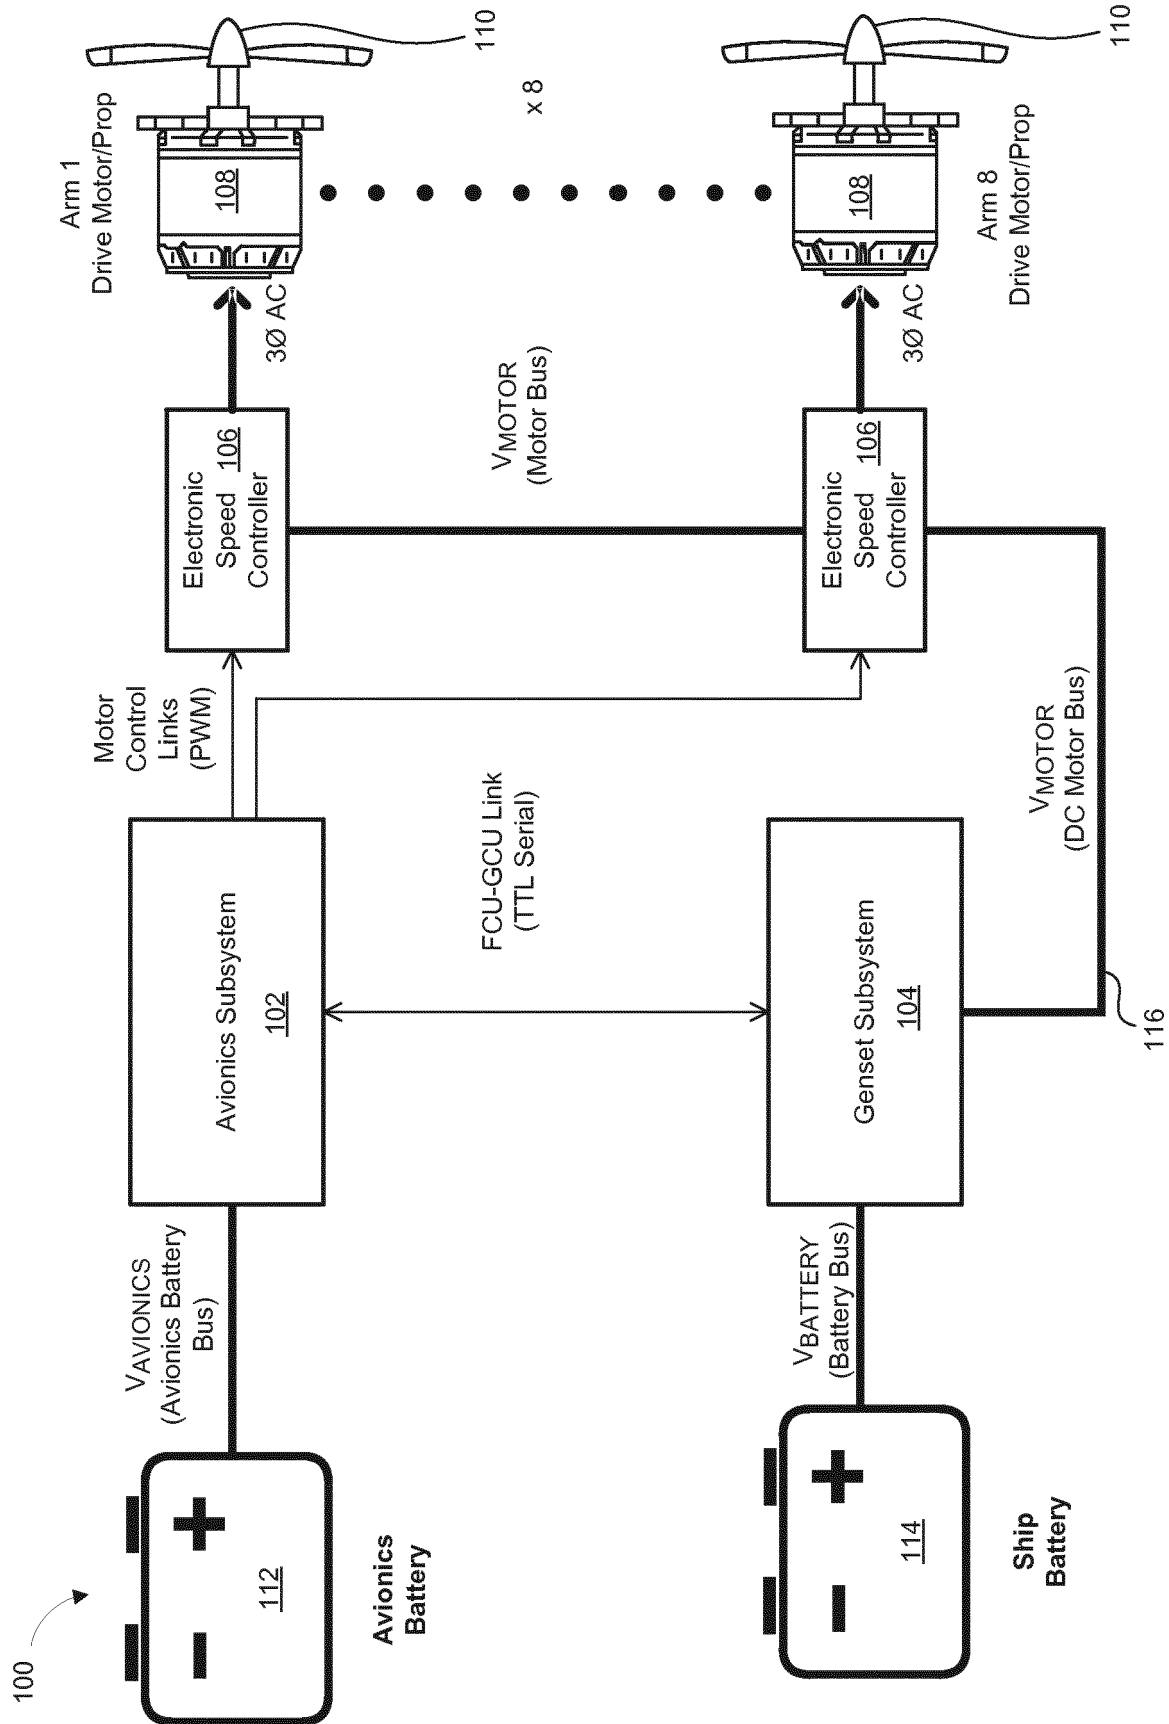 100
112
Avionics
Battery
VAVIONICS
(Avionics Battery
Bus)
Avionics Subsystem
102
Motor
Control
Links
(PWM)
Electronic
Speed
Controller
106
3Ø AC
Arm 1
Drive Motor/Prop
108
110
x 8
FCU-GCU Link
(TTL Serial)
VMOTOR
(Motor Bus)
114
Ship
Battery
VBATTERY
(Battery Bus)
Genset Subsystem
104
116
VMOTOR
(DC Motor Bus)
Electronic
Speed
Controller
106
3Ø AC
Arm 8
Drive Motor/Prop
108
110